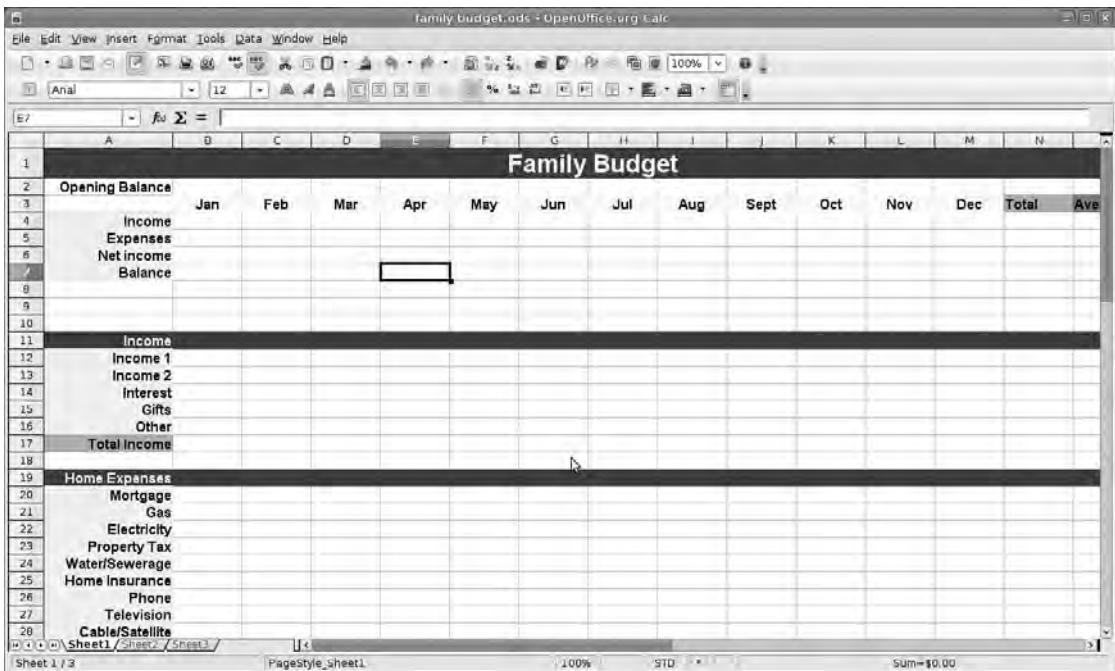 family budget.ods - OpenOffice.org Calc
File Edit View Insert Format Tools Data Window Help
100%
Arial 12
E7
A B C D E F G H I J K L M N
1 Family Budget
2 Opening Balance
3 Jan Feb Mar Apr May Jun Jul Aug Sept Oct Nov Dec Total Ave
4 Income
5 Expenses
6 Net income
7 Balance
8
9
10
11 Income
12 Income 1
13 Income 2
14 Interest
15 Gifts
16 Other
17 Total Income
18
19 Home Expenses
20 Mortgage
21 Gas
22 Electricity
23 Property Tax
24 Water/Sewerage
25 Home Insurance
26 Phone
27 Television
28 Cable/Satellite
Sheet1 Sheet2 Sheet3
Sheet 1 / 3 PageStyle_Sheet1 100% STD * Sum=$0.00